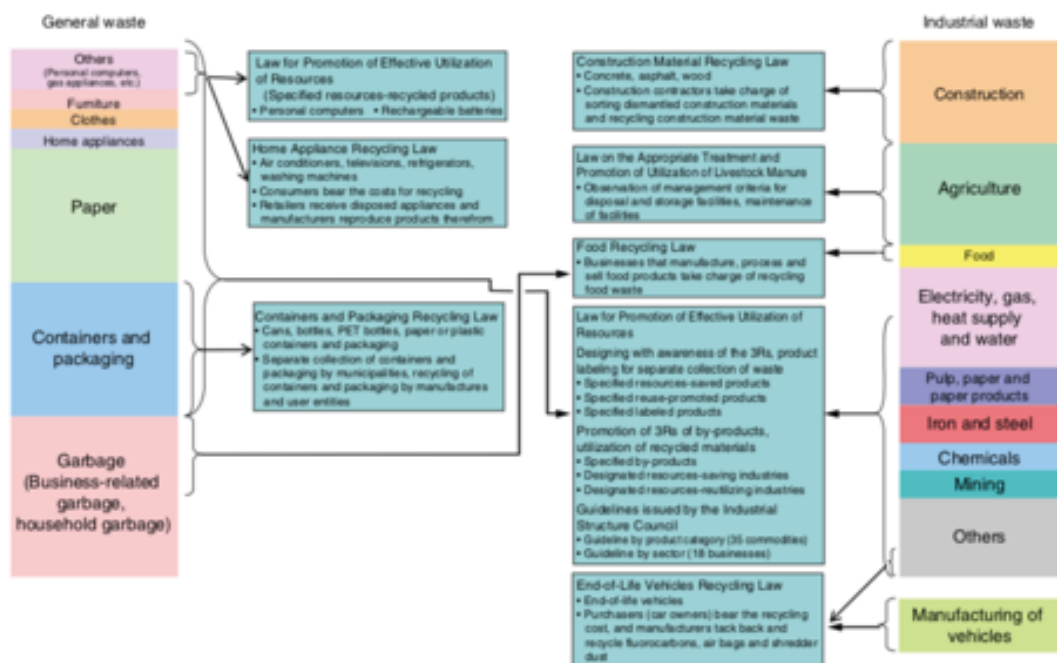 General waste
Others
(Personal computers,
gas appliances, etc.)
Furniture
Clothes
Home appliances
Paper
Containers and
packaging
Garbage
(Business-related
garbage,
household garbage)
Law for Promotion of Effective Utilization
of Resources
(Specified resources-recycled products)
• Personal computers • Rechargeable batteries
Home Appliance Recycling Law
• Air conditioners, televisions, refrigerators,
washing machines
• Consumers bear the costs for recycling
• Retailers receive disposed appliances and
manufacturers reproduce products therefrom
Containers and Packaging Recycling Law
• Cans, bottles, PET bottles, paper or plastic
containers and packaging
• Separate collection of containers and
packaging by municipalities, recycling of
containers and packaging by manufactures
and user entities
Construction Material Recycling Law
• Concrete, asphalt, wood
• Construction contractors take charge of
sorting dismantled construction materials
and recycling construction material waste
Law on the Appropriate Treatment and
Promotion of Utilization of Livestock Manure
• Observation of management criteria for
disposal and storage facilities, maintenance
of facilities
Food Recycling Law
• Businesses that manufacture, process and
sell food products take charge of recycling
food waste
Law for Promotion of Effective Utilization of
Resources
Designing with awareness of the 3Rs, product
labeling for separate collection of waste
• Specified resources-saved products
• Specified reuse-promoted products
• Specified labeled products
Promotion of 3Rs of by-products,
utilization of recycled materials
• Specified by-products
• Designated resources-saving industries
• Designated resources-reutilizing industries
Guidelines issued by the Industrial
Structure Council
• Guideline by product category (35 commodities)
• Guideline by sector (18 businesses)
End-of-Life Vehicles Recycling Law
• End-of-life vehicles
• Purchasers (car owners) bear the recycling
cost, and manufacturers tack back and
recycle fluorocarbons, air bags and shredder
dust
Industrial waste
Construction
Agriculture
Food
Electricity, gas,
heat supply
and water
Pulp, paper and
paper products
Iron and steel
Chemicals
Mining
Others
Manufacturing of
vehicles